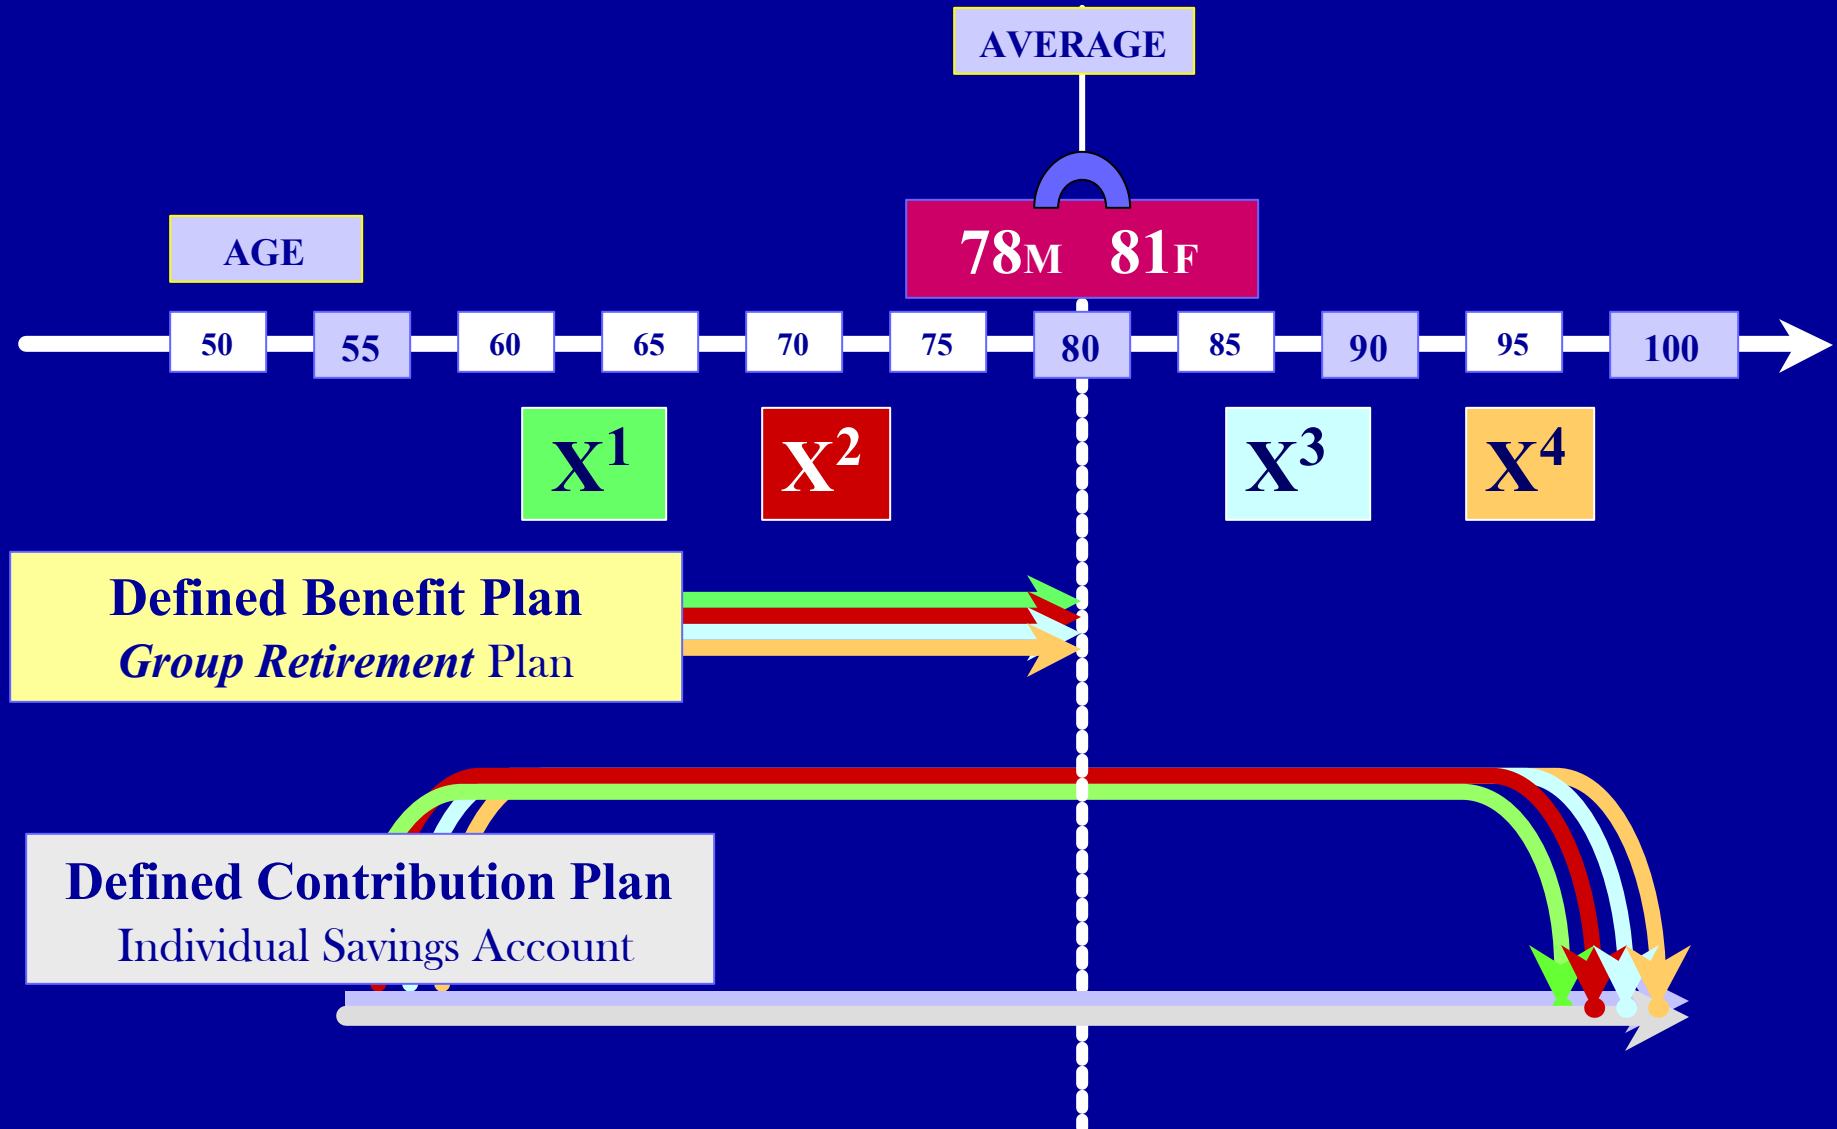 AVERAGE
AGE
78M 81F
50 55 60 65 70 75 80 85 90 95 100
X¹ X² X³ X⁴
Defined Benefit Plan
Group Retirement Plan
Defined Contribution Plan
Individual Savings Account